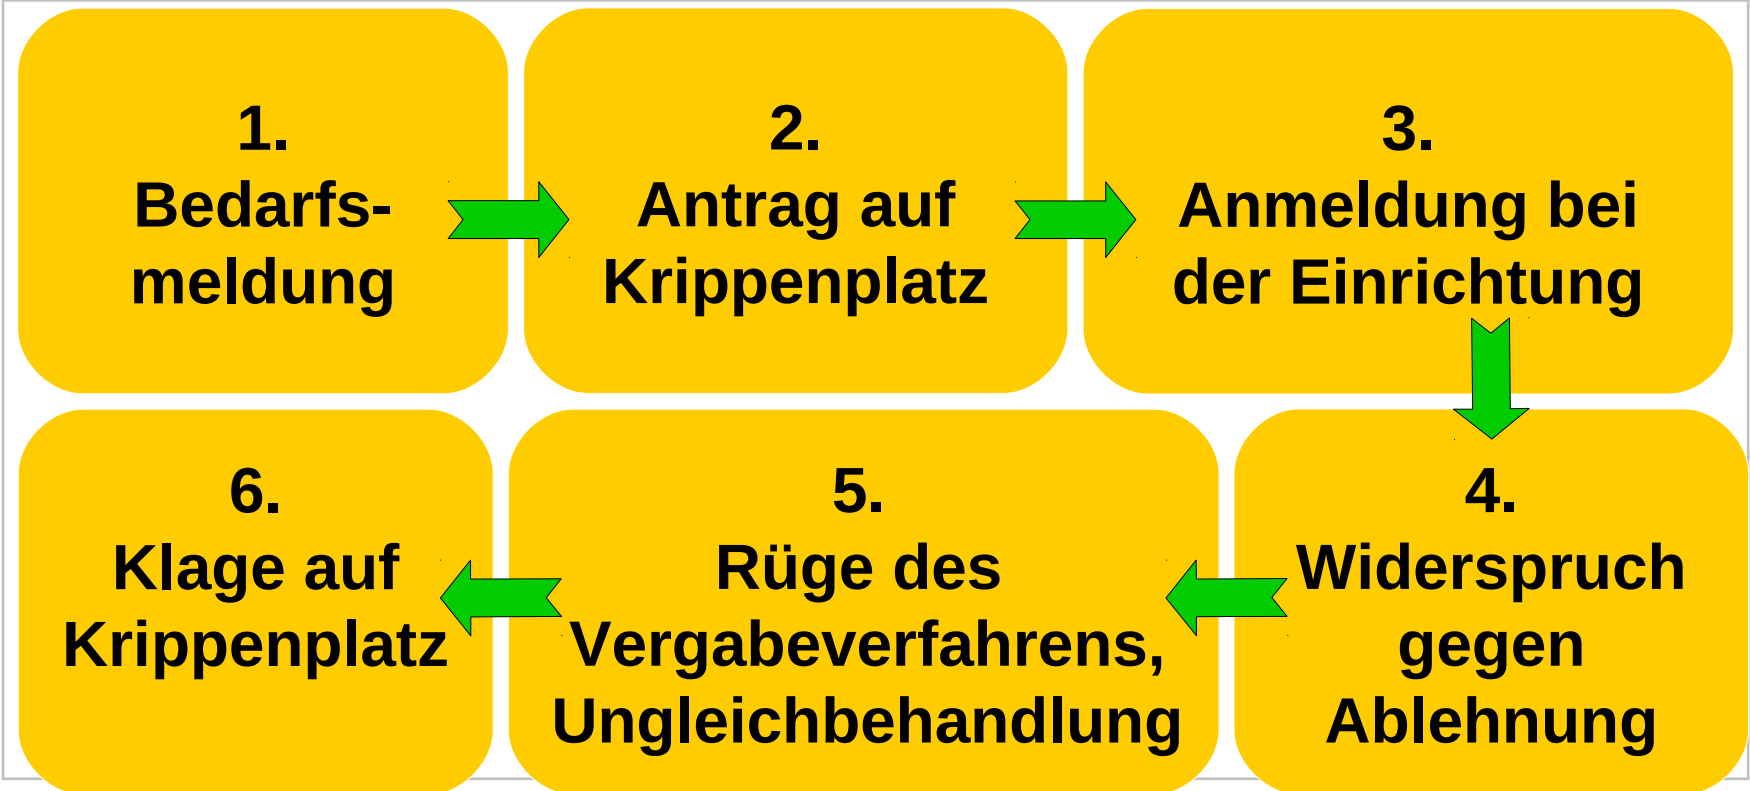 1.
Bedarfs-
meldung
2.
Antrag auf
Krippenplatz
3.
Anmeldung bei
der Einrichtung
4.
Widerspruch
gegen
Ablehnung
5.
Rüge des
Vergabeverfahrens,
Ungleichbehandlung
6.
Klage auf
Krippenplatz